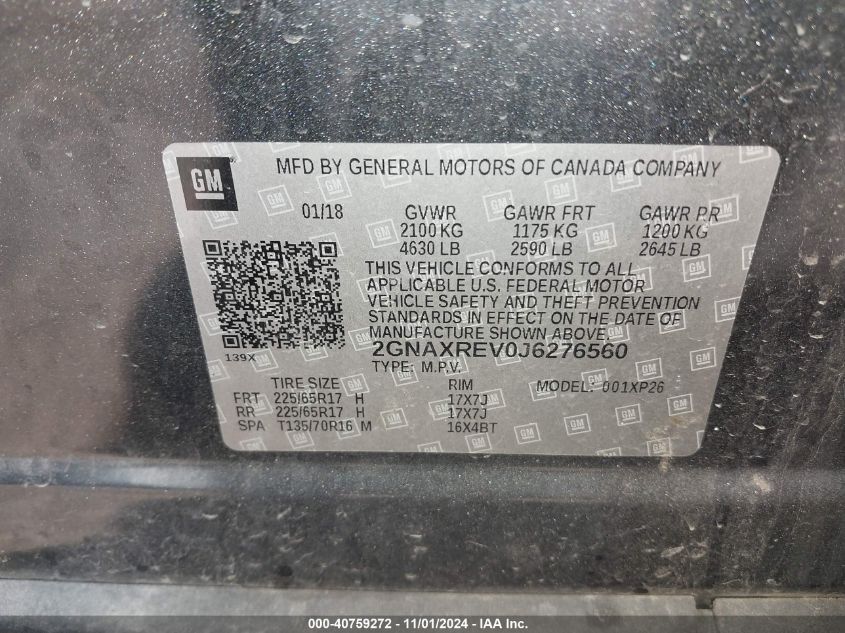 GM
MFD BY GENERAL MOTORS OF CANADA COMPANY
01/18 GVWR GAWR FRT GAWR RR
2100 KG 1175 KG 1200 KG
4630 LB 2590 LB 2645 LB
THIS VEHICLE CONFORMS TO ALL
APPLICABLE U.S. FEDERAL MOTOR
VEHICLE SAFETY AND THEFT PREVENTION
STANDARDS IN EFFECT ON THE DATE OF
MANUFACTURE SHOWN ABOVE.
139X 2GNAXREV0J6276560
TYPE: M.P.V.
TIRE SIZE RIM MODEL: 001XP26
FRT 225/65R17 H 17X7J
RR 225/65R17 H 17X7J
SPA T135/70R16 M 16X4BT
000-40759272 - 11/01/2024 - IAA Inc.